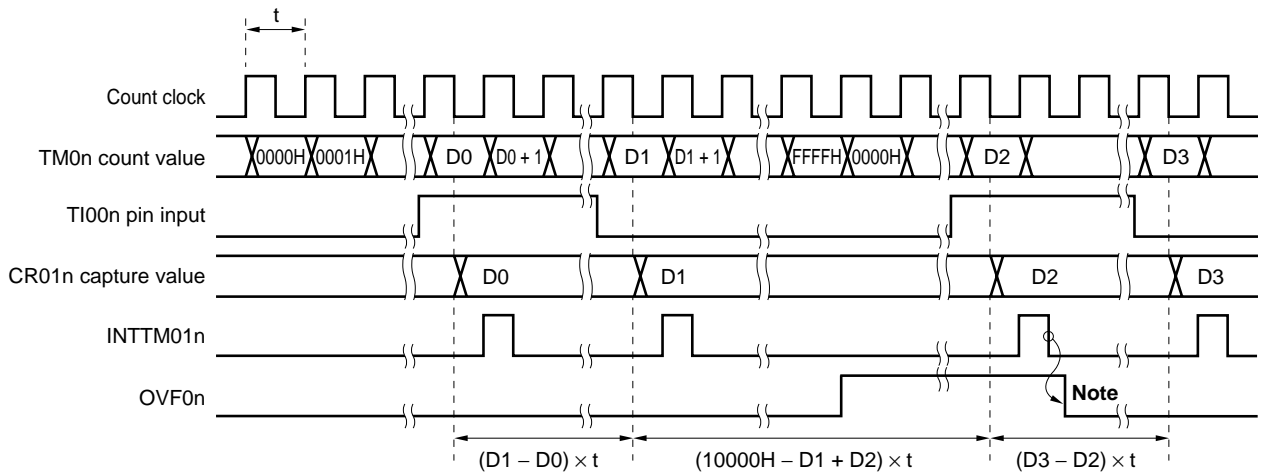 t
Count clock
TM0n count value
0000H 0001H D0 D0 + 1 D1 D1 + 1 FFFFH 0000H D2 D3
TI00n pin input
CR01n capture value
D0 D1 D2 D3
INTTM01n
OVF0n
Note
(D1 − D0) × t (10000H − D1 + D2) × t (D3 − D2) × t